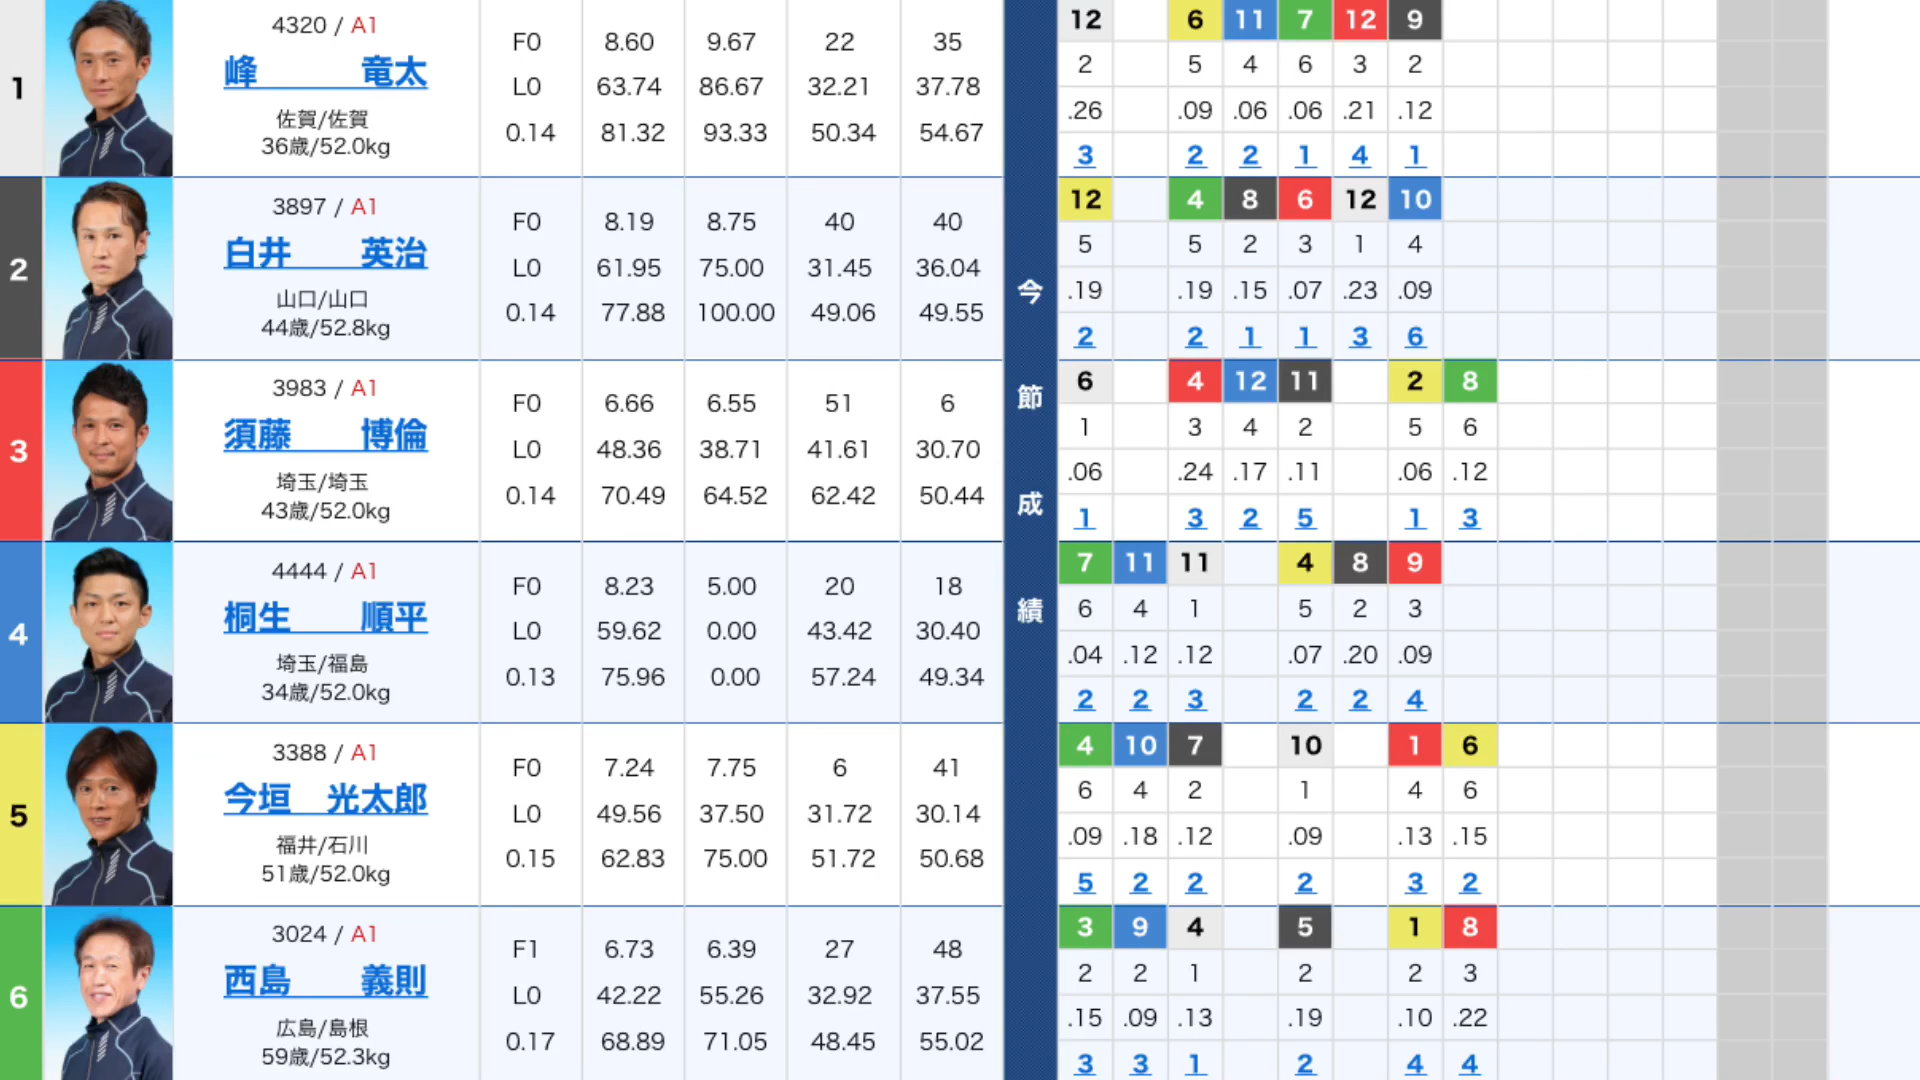 1
4320 / A1
峰 竜太
佐賀/佐賀
36歳/52.0kg
F0 8.60 9.67 22 35
L0 63.74 86.67 32.21 37.78
0.14 81.32 93.33 50.34 54.67
12 6 11 7 12 9
2 5 4 6 3 2
.26 .09 .06 .06 .21 .12
3 2 2 1 4 1
2
3897 / A1
白井 英治
山口/山口
44歳/52.8kg
F0 8.19 8.75 40 40
L0 61.95 75.00 31.45 36.04
0.14 77.88 100.00 49.06 49.55
12 4 8 6 12 10
5 5 2 3 1 4
.19 .19 .15 .07 .23 .09
2 2 1 1 3 6
今節成績
3
3983 / A1
須藤 博倫
埼玉/埼玉
43歳/52.0kg
F0 6.66 6.55 51 6
L0 48.36 38.71 41.61 30.70
0.14 70.49 64.52 62.42 50.44
6 4 12 11 2 8
1 3 4 2 5 6
.06 .24 .17 .11 .06 .12
1 3 2 5 1 3
4
4444 / A1
桐生 順平
埼玉/福島
34歳/52.0kg
F0 8.23 5.00 20 18
L0 59.62 0.00 43.42 30.40
0.13 75.96 0.00 57.24 49.34
7 11 11 4 8 9
6 4 1 5 2 3
.04 .12 .12 .07 .20 .09
2 2 3 2 2 4
5
3388 / A1
今垣 光太郎
福井/石川
51歳/52.0kg
F0 7.24 7.75 6 41
L0 49.56 37.50 31.72 30.14
0.15 62.83 75.00 51.72 50.68
4 10 7 10 1 6
6 4 2 1 4 6
.09 .18 .12 .09 .13 .15
5 2 2 2 3 2
6
3024 / A1
西島 義則
広島/島根
59歳/52.3kg
F1 6.73 6.39 27 48
L0 42.22 55.26 32.92 37.55
0.17 68.89 71.05 48.45 55.02
3 9 4 5 1 8
2 2 1 2 2 3
.15 .09 .13 .19 .10 .22
3 3 1 2 4 4